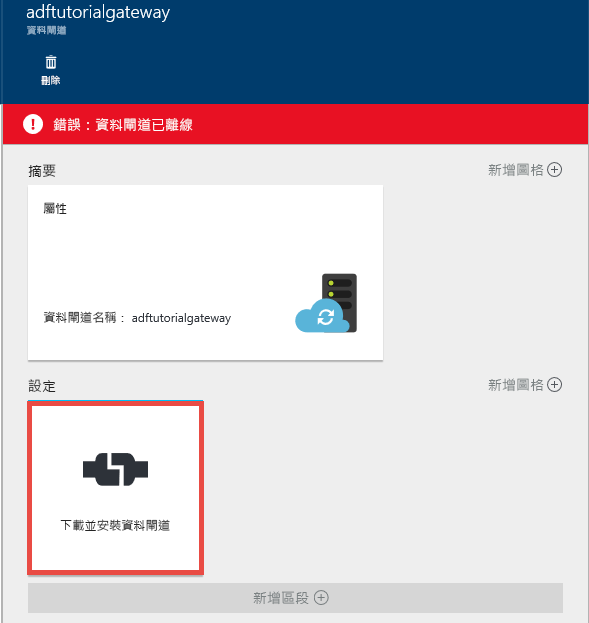 adftutorialgateway
資料閘道
刪除
錯誤：資料閘道已離線
摘要
新增圖格
屬性
資料閘道名稱： adftutorialgateway
設定
新增圖格
下載並安裝資料閘道
新增區段